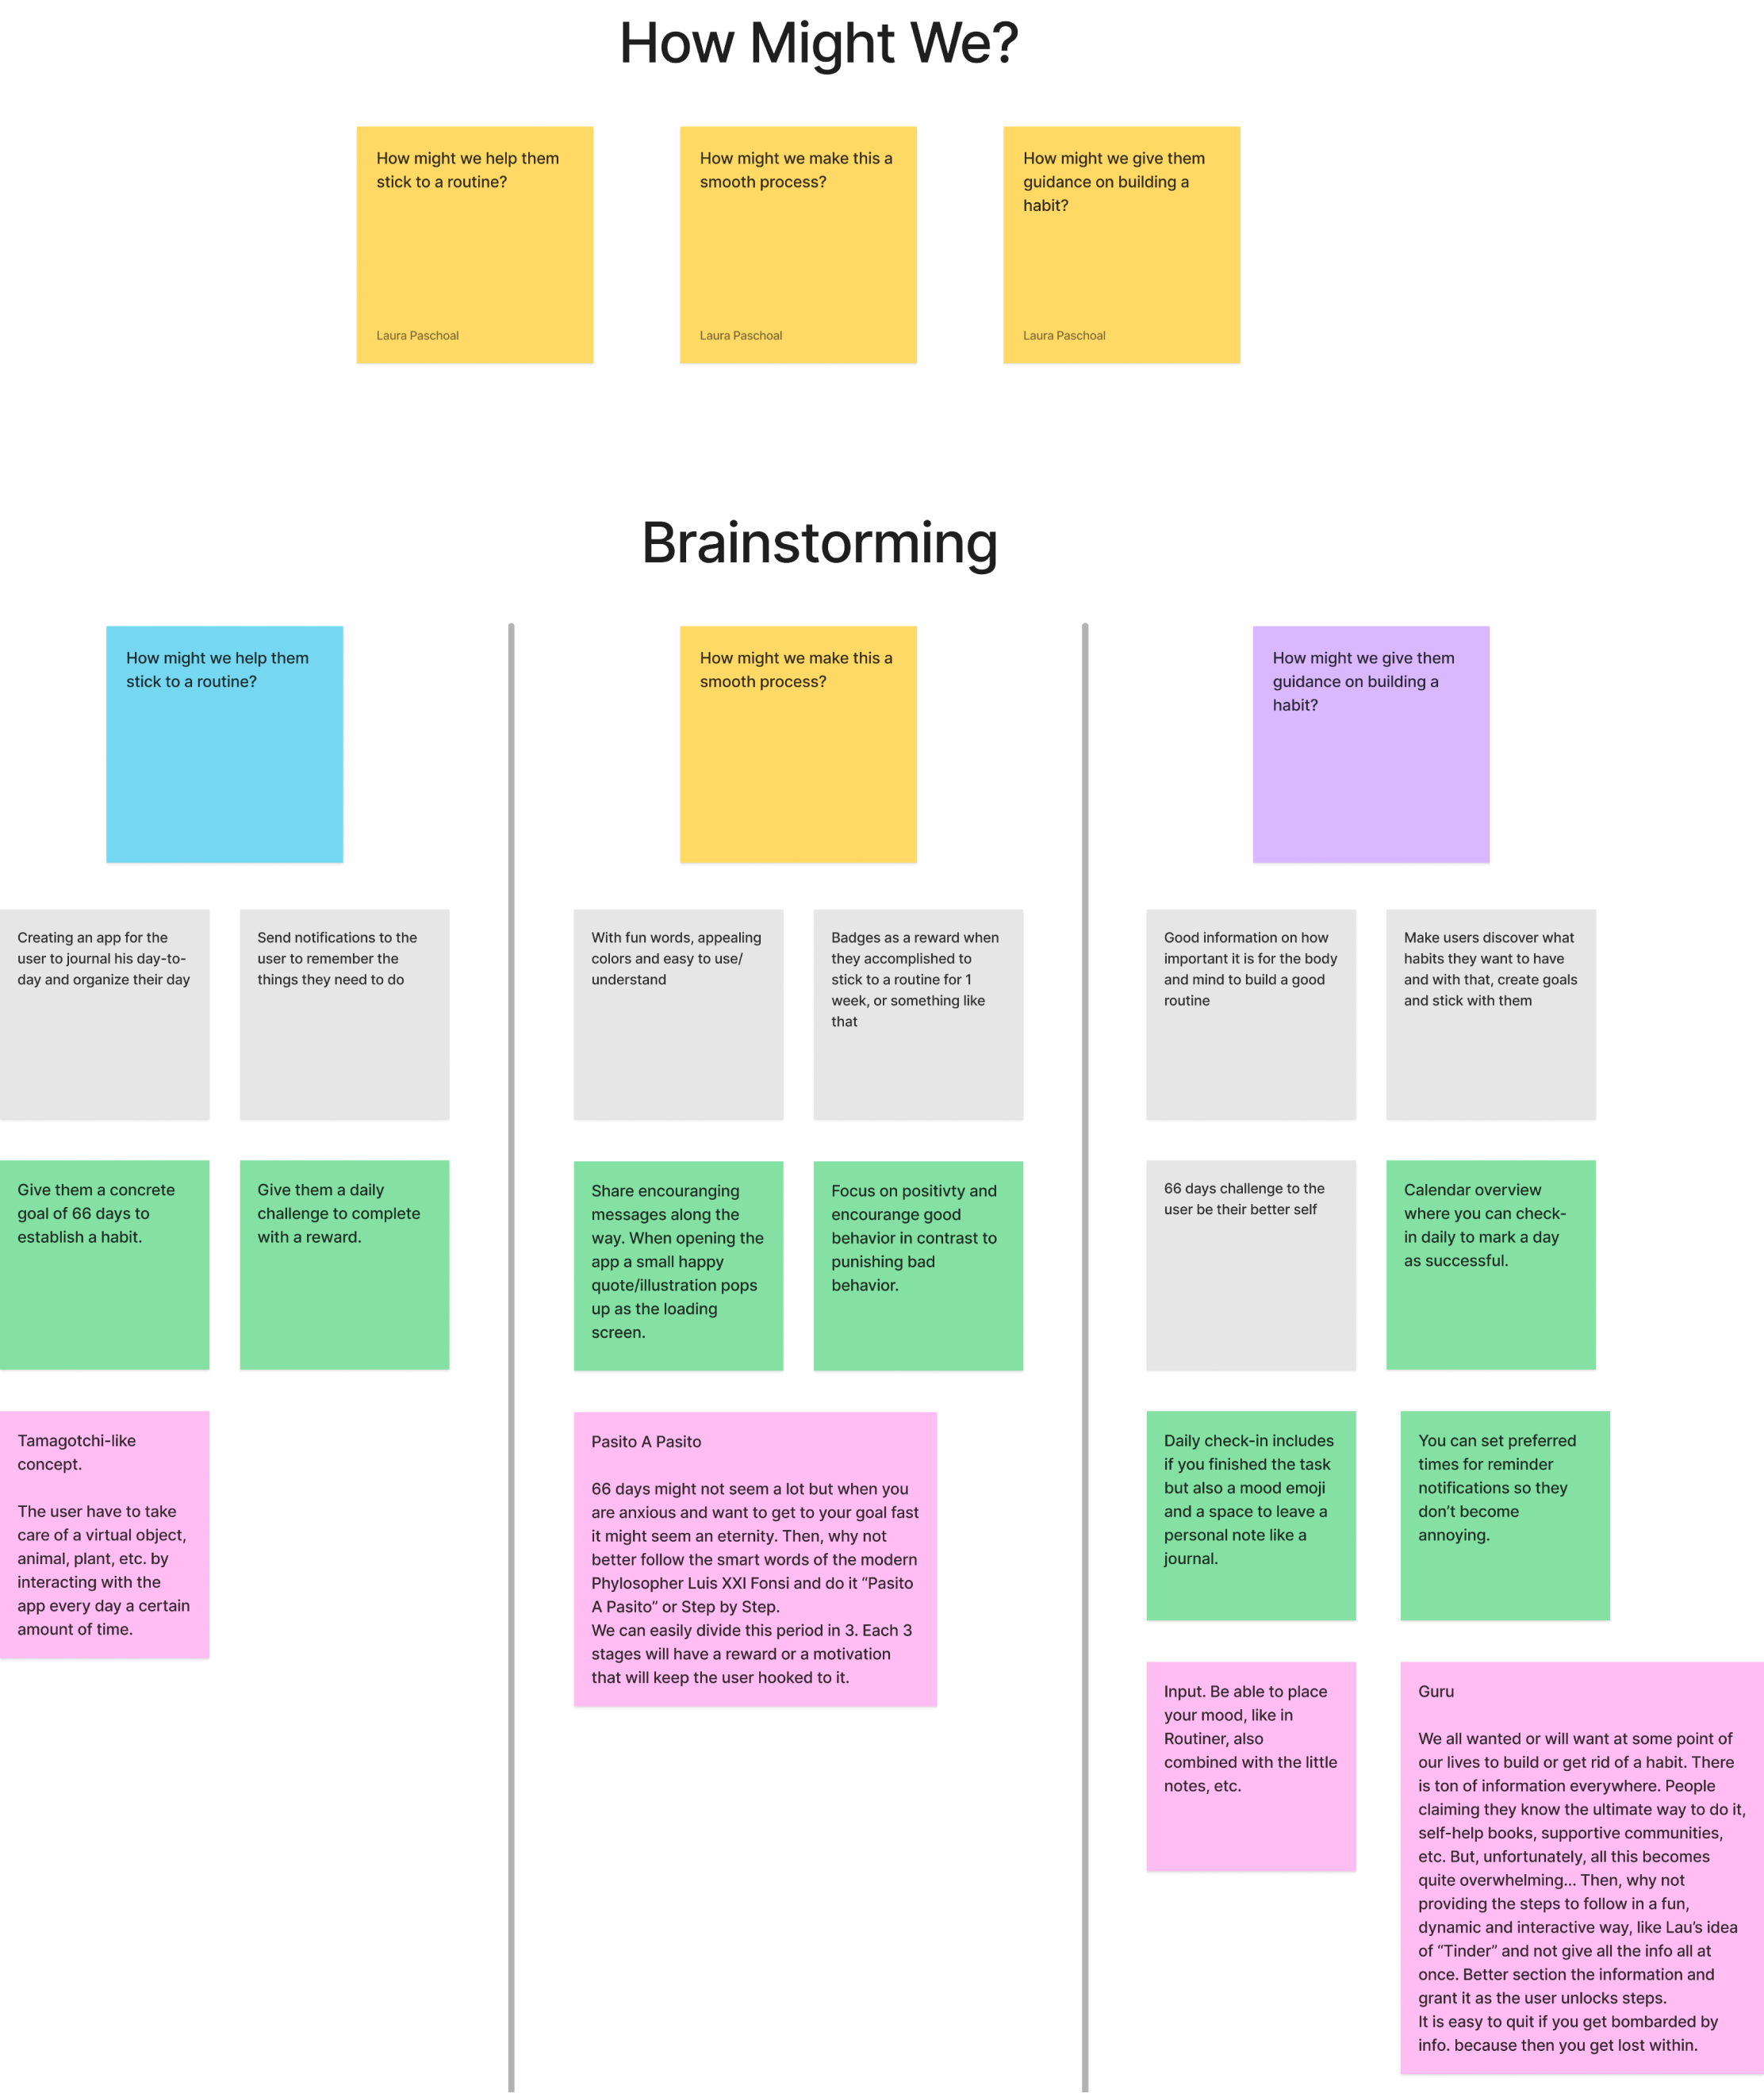 How Might We?
How might we help them
stick to a routine?
Laura Paschoal
How might we make this a
smooth process?
Laura Paschoal
How might we give them
guidance on building a
habit?
Laura Paschoal
Brainstorming
How might we help them
stick to a routine?
Creating an app for the
user to journal his day-to-
day and organize their day
Send notifications to the
user to remember the
things they need to do
Give them a concrete
goal of 66 days to
establish a habit.
Give them a daily
challenge to complete
with a reward.
Tamagotchi-like
concept.
The user have to take
care of a virtual object,
animal, plant, etc. by
interacting with the
app every day a certain
amount of time.
How might we make this a
smooth process?
With fun words, appealing
colors and easy to use/
understand
Badges as a reward when
they accomplished to
stick to a routine for 1
week, or something like
that
Share encouranging
messages along the
way. When opening the
app a small happy
quote/illustration pops
up as the loading
screen.
Focus on positivty and
encourange good
behavior in contrast to
punishing bad
behavior.
Pasito A Pasito
66 days might not seem a lot but when you
are anxious and want to get to your goal fast
it might seem an eternity. Then, why not
better follow the smart words of the modern
Phylosopher Luis XXI Fonsi and do it “Pasito
A Pasito” or Step by Step.
We can easily divide this period in 3. Each 3
stages will have a reward or a motivation
that will keep the user hooked to it.
How might we give them
guidance on building a
habit?
Good information on how
important it is for the body
and mind to build a good
routine
Make users discover what
habits they want to have
and with that, create goals
and stick with them
66 days challenge to the
user be their better self
Calendar overview
where you can check-
in daily to mark a day
as successful.
Daily check-in includes
if you finished the task
but also a mood emoji
and a space to leave a
personal note like a
journal.
You can set preferred
times for reminder
notifications so they
don’t become
annoying.
Input. Be able to place
your mood, like in
Routiner, also
combined with the little
notes, etc.
Guru
We all wanted or will want at some point of
our lives to build or get rid of a habit. There
is ton of information everywhere. People
claiming they know the ultimate way to do it,
self-help books, supportive communities,
etc. But, unfortunately, all this becomes
quite overwhelming... Then, why not
providing the steps to follow in a fun,
dynamic and interactive way, like Lau’s idea
of “Tinder” and not give all the info all at
once. Better section the information and
grant it as the user unlocks steps.
It is easy to quit if you get bombarded by
info. because then you get lost within.